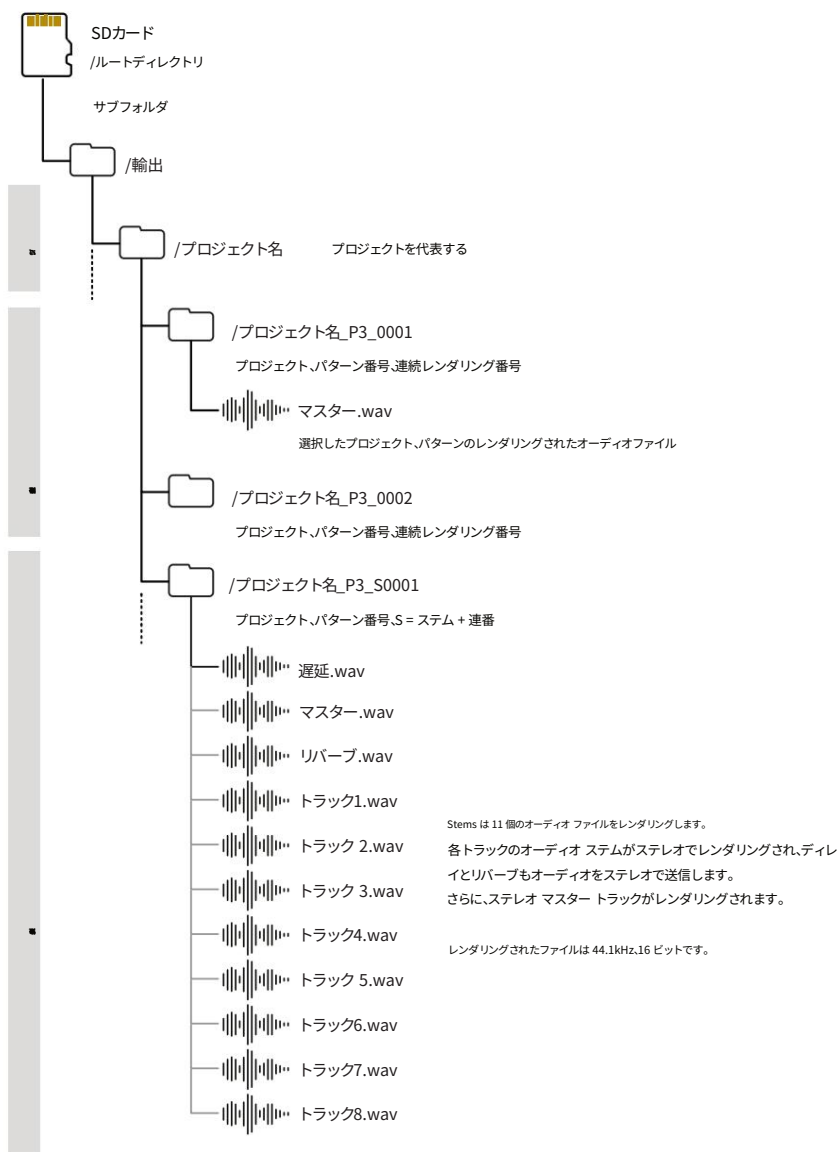 SDカード
/ルートディレクトリ
サブフォルダ
/輸出
/プロジェクト名
プロジェクトを代表する
/プロジェクト名_P3_0001
プロジェクト、パターン番号、連続レンダリング番号
マスター.wav
選択したプロジェクト、パターンのレンダリングされたオーディオファイル
/プロジェクト名_P3_0002
プロジェクト、パターン番号、連続レンダリング番号
/プロジェクト名_P3_S0001
プロジェクト、パターン番号、S = ステム + 連番
遅延.wav
マスター.wav
リバーブ.wav
トラック1.wav
トラック 2.wav
トラック 3.wav
トラック4.wav
トラック 5.wav
トラック6.wav
トラック7.wav
トラック8.wav
Stems は 11 個のオーディオ ファイルをレンダリングします。
各トラックのオーディオ ステムがステレオでレンダリングされ、ディレ
イとリバーブもオーディオをステレオで送信します。
さらに、ステレオ マスター トラックがレンダリングされます。
レンダリングされたファイルは 44.1kHz、16 ビットです。